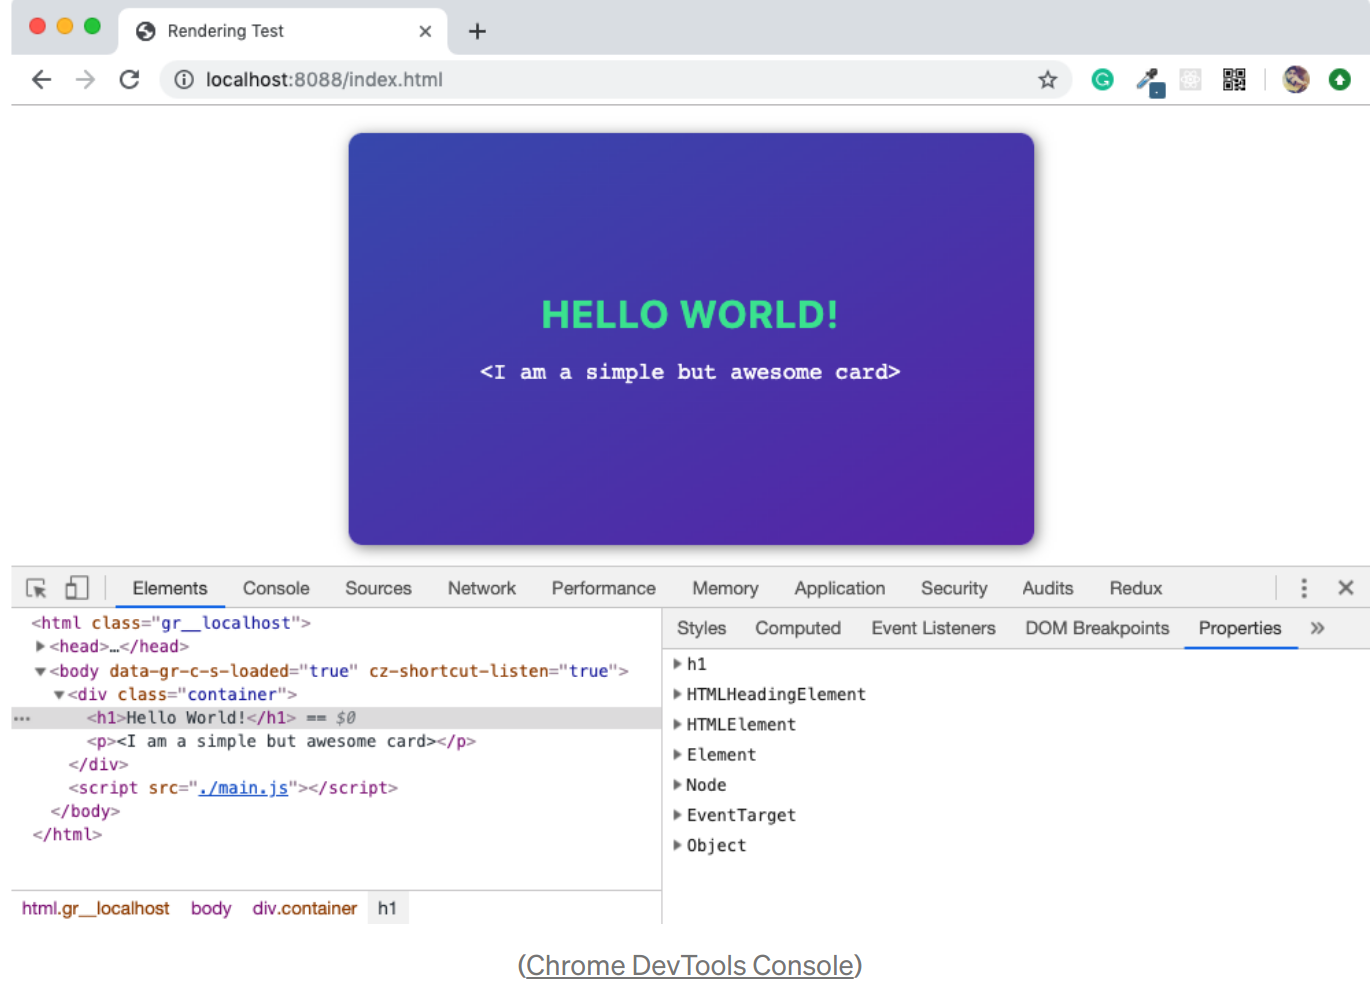 Rendering Test
localhost:8088/index.html
HELLO WORLD!
<I am a simple but awesome card>
Elements Console Sources Network Performance Memory Application Security Audits Redux
<html class="gr__localhost">
<head>…</head>
<body data-gr-c-s-loaded="true" cz-shortcut-listen="true">
<div class="container">
<h1>Hello World!</h1> == $0
<p><I am a simple but awesome card></p>
</div>
<script src="./main.js"></script>
</body>
</html>
html.gr__localhost body div.container h1
Styles Computed Event Listeners DOM Breakpoints Properties »
h1
HTMLHeadingElement
HTMLElement
Element
Node
EventTarget
Object
(Chrome DevTools Console)